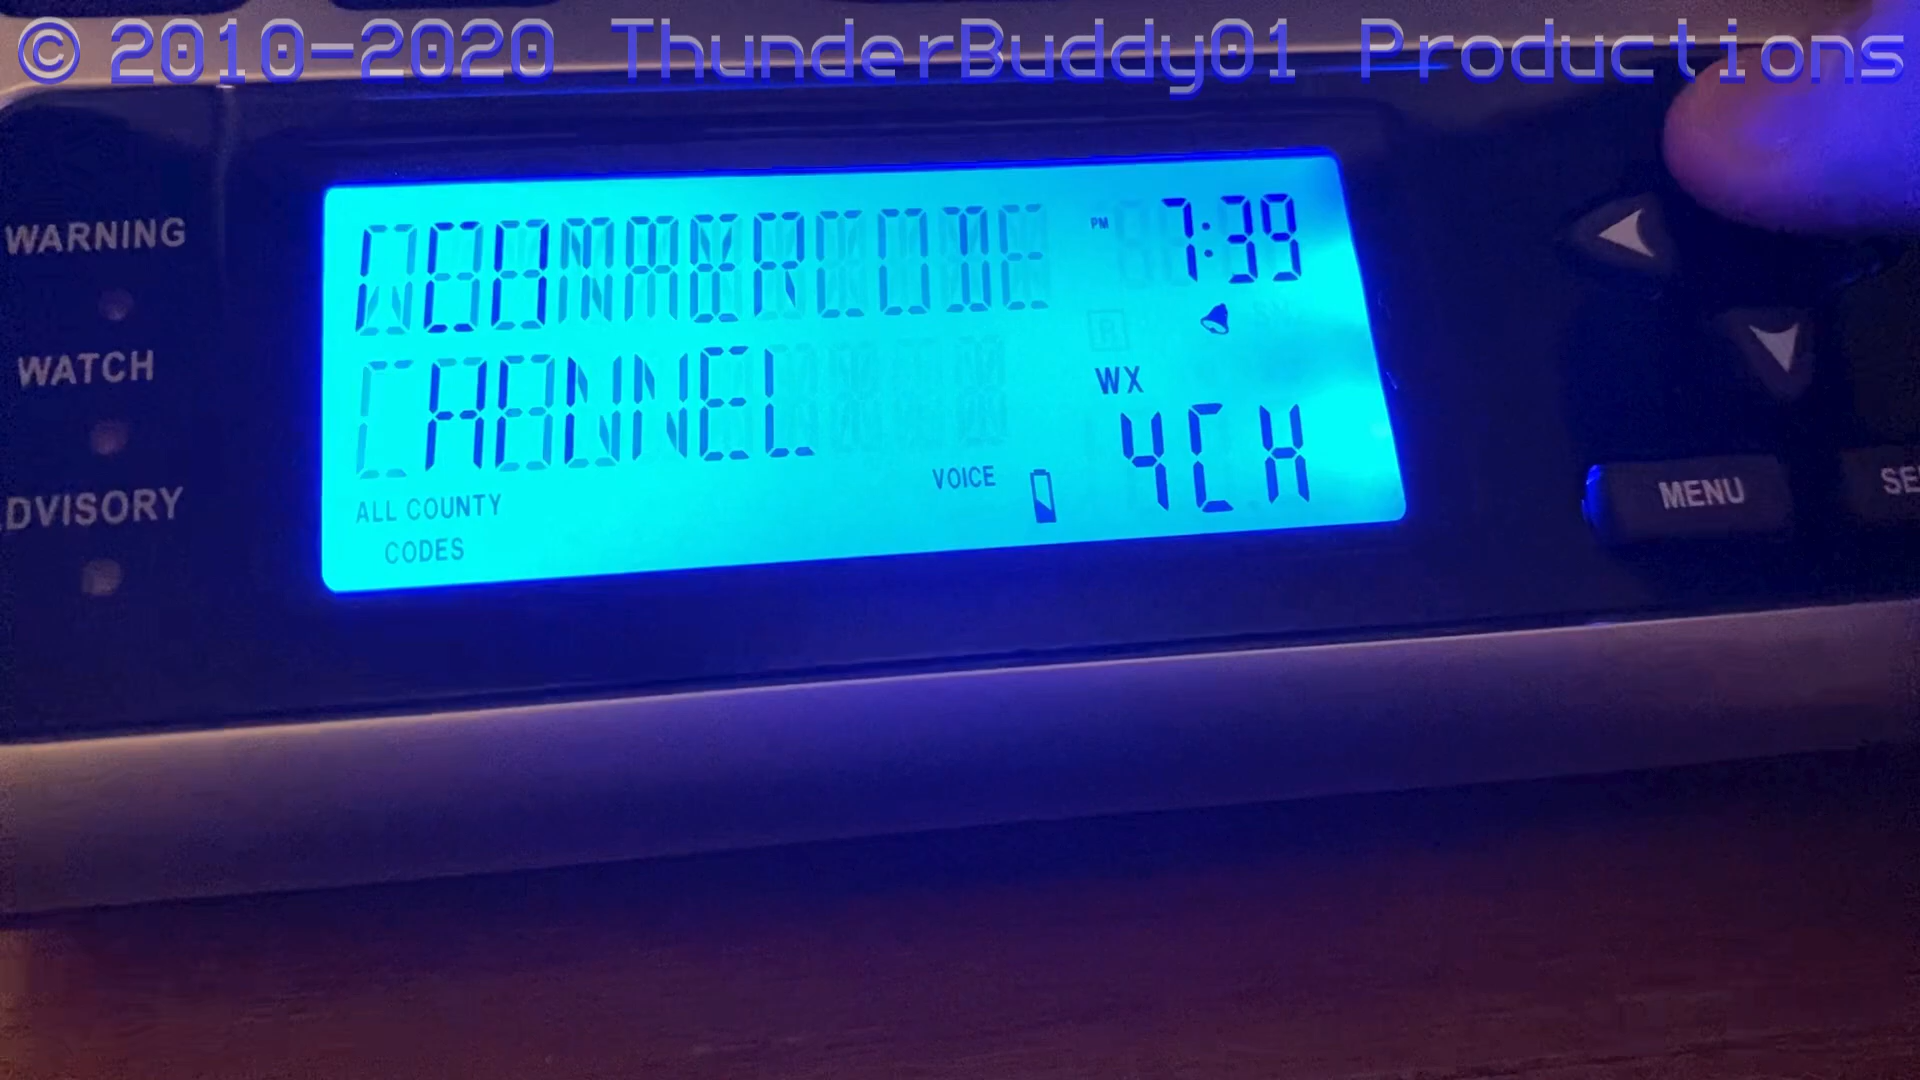 © 2010-2020 ThunderBuddy01 Productions
WARNING
WATCH
DVISORY
PM 7:39
CHANNEL
WX
4CH
VOICE
ALL COUNTY
CODES
MENU
SE